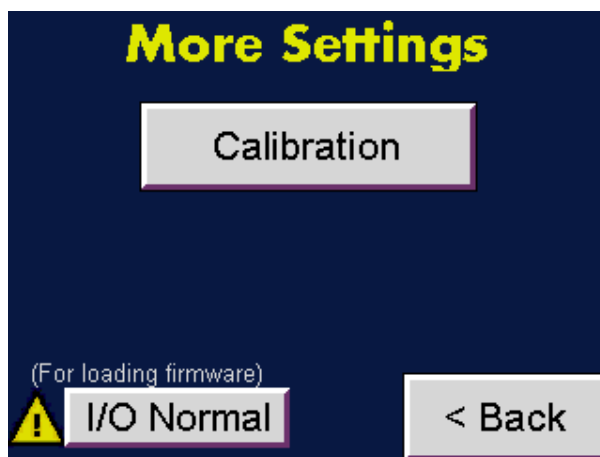 More Settings
Calibration
(For loading firmware)
I/O Normal
< Back